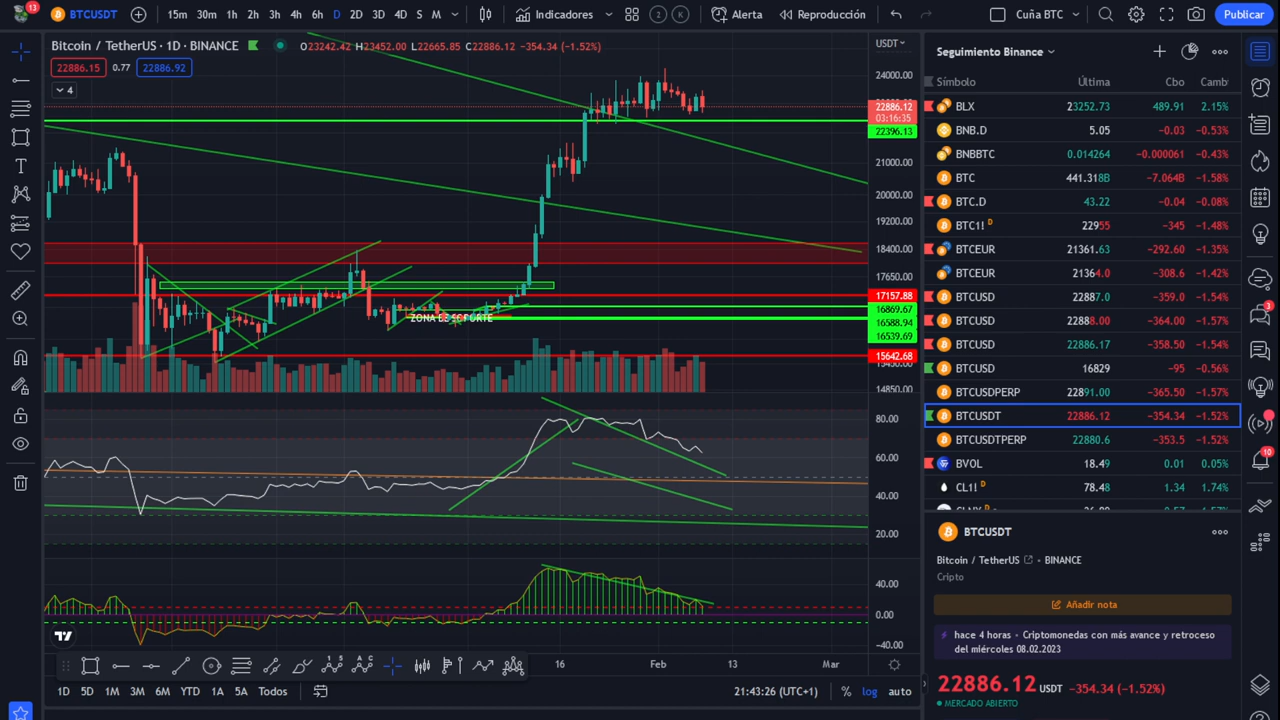 13
BTCUSDT
15m 30m 1h 2h 3h 4h 6h D 2D 3D 4D S M
Indicadores
2 K
Alerta
Reproducción
Cuña BTC
Publicar
Bitcoin / TetherUS · 1D · BINANCE
O23242.42 H23452.00 L22665.85 C22886.12 −354.34 (−1.52%)
22886.15 0.77 22886.92
4
USDT
24000.00
22886.12
03:16:35
22396.13
21000.00
20000.00
19200.00
18400.00
17650.00
17157.88
16869.67
16588.94
16539.69
15642.68
14850.00
ZONA DE SOPORTE
80.00
60.00
40.00
20.00
40.00
0.00
−40.00
16 Feb 13 Mar
1D 5D 1M 3M 6M YTD 1A 5A Todos
21:43:26 (UTC+1) % log auto
Seguimiento Binance
Símbolo Última Cbo Camb
BLX 23252.73 489.91 2.15%
BNB.D 5.05 −0.03 −0.53%
BNBBTC 0.014264 −0.000061 −0.43%
BTC 441.318B −7.064B −1.58%
BTC.D 43.22 −0.04 −0.08%
BTC1! D 22955 −345 −1.48%
BTCEUR 21361.63 −292.60 −1.35%
BTCEUR 21364.0 −308.6 −1.42%
BTCUSD 22887.0 −359.0 −1.54%
BTCUSD 22888.00 −364.00 −1.57%
BTCUSD 22886.17 −358.50 −1.54%
BTCUSD 16829 −95 −0.56%
BTCUSDPERP 22891.00 −365.50 −1.57%
BTCUSDT 22886.12 −354.34 −1.52%
BTCUSDTPERP 22880.6 −353.5 −1.52%
BVOL 18.49 0.01 0.05%
CL1! D 78.48 1.34 1.74%
BTCUSDT
Bitcoin / TetherUS • BINANCE
Cripto
Añadir nota
hace 4 horas • Criptomonedas con más avance y retroceso
del miércoles 08.02.2023
22886.12 USDT −354.34 (−1.52%)
MERCADO ABIERTO
3
10